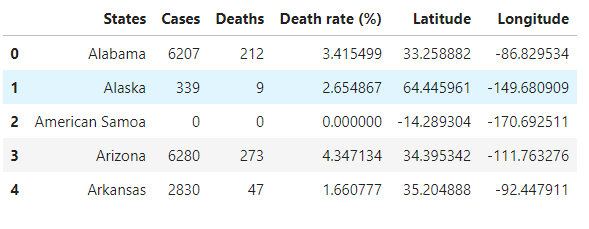 States Cases Deaths Death rate (%) Latitude Longitude
0 Alabama 6207 212 3.415499 33.258882 -86.829534
1 Alaska 339 9 2.654867 64.445961 -149.680909
2 American Samoa 0 0 0.000000 -14.289304 -170.692511
3 Arizona 6280 273 4.347134 34.395342 -111.763276
4 Arkansas 2830 47 1.660777 35.204888 -92.447911